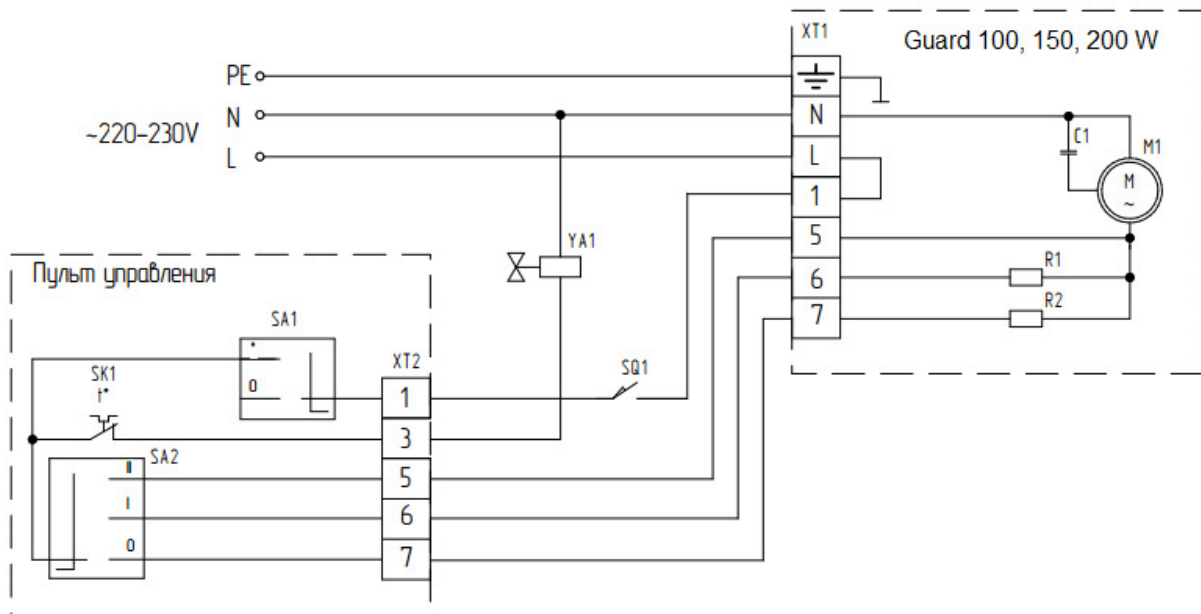 XT1
Guard 100, 150, 200 W
PE
N
~220-230V
L
N
L
1
5
6
7
C1
M1
M
~
R1
R2
YA1
Пульт управления
SA1
*
0
SK1
t°
XT2
1
3
5
6
7
SQ1
SA2
II
I
0